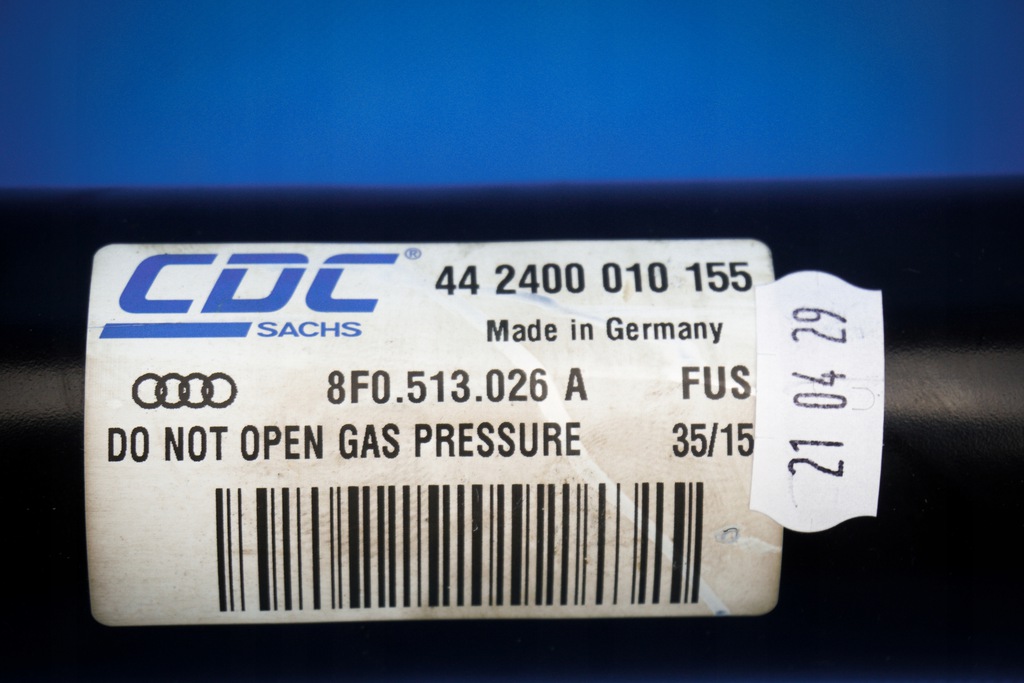 CDC® 44 2400 010 155
SACHS
Made in Germany
8F0.513.026 A FUS
DO NOT OPEN GAS PRESSURE 35/15
21 04 29